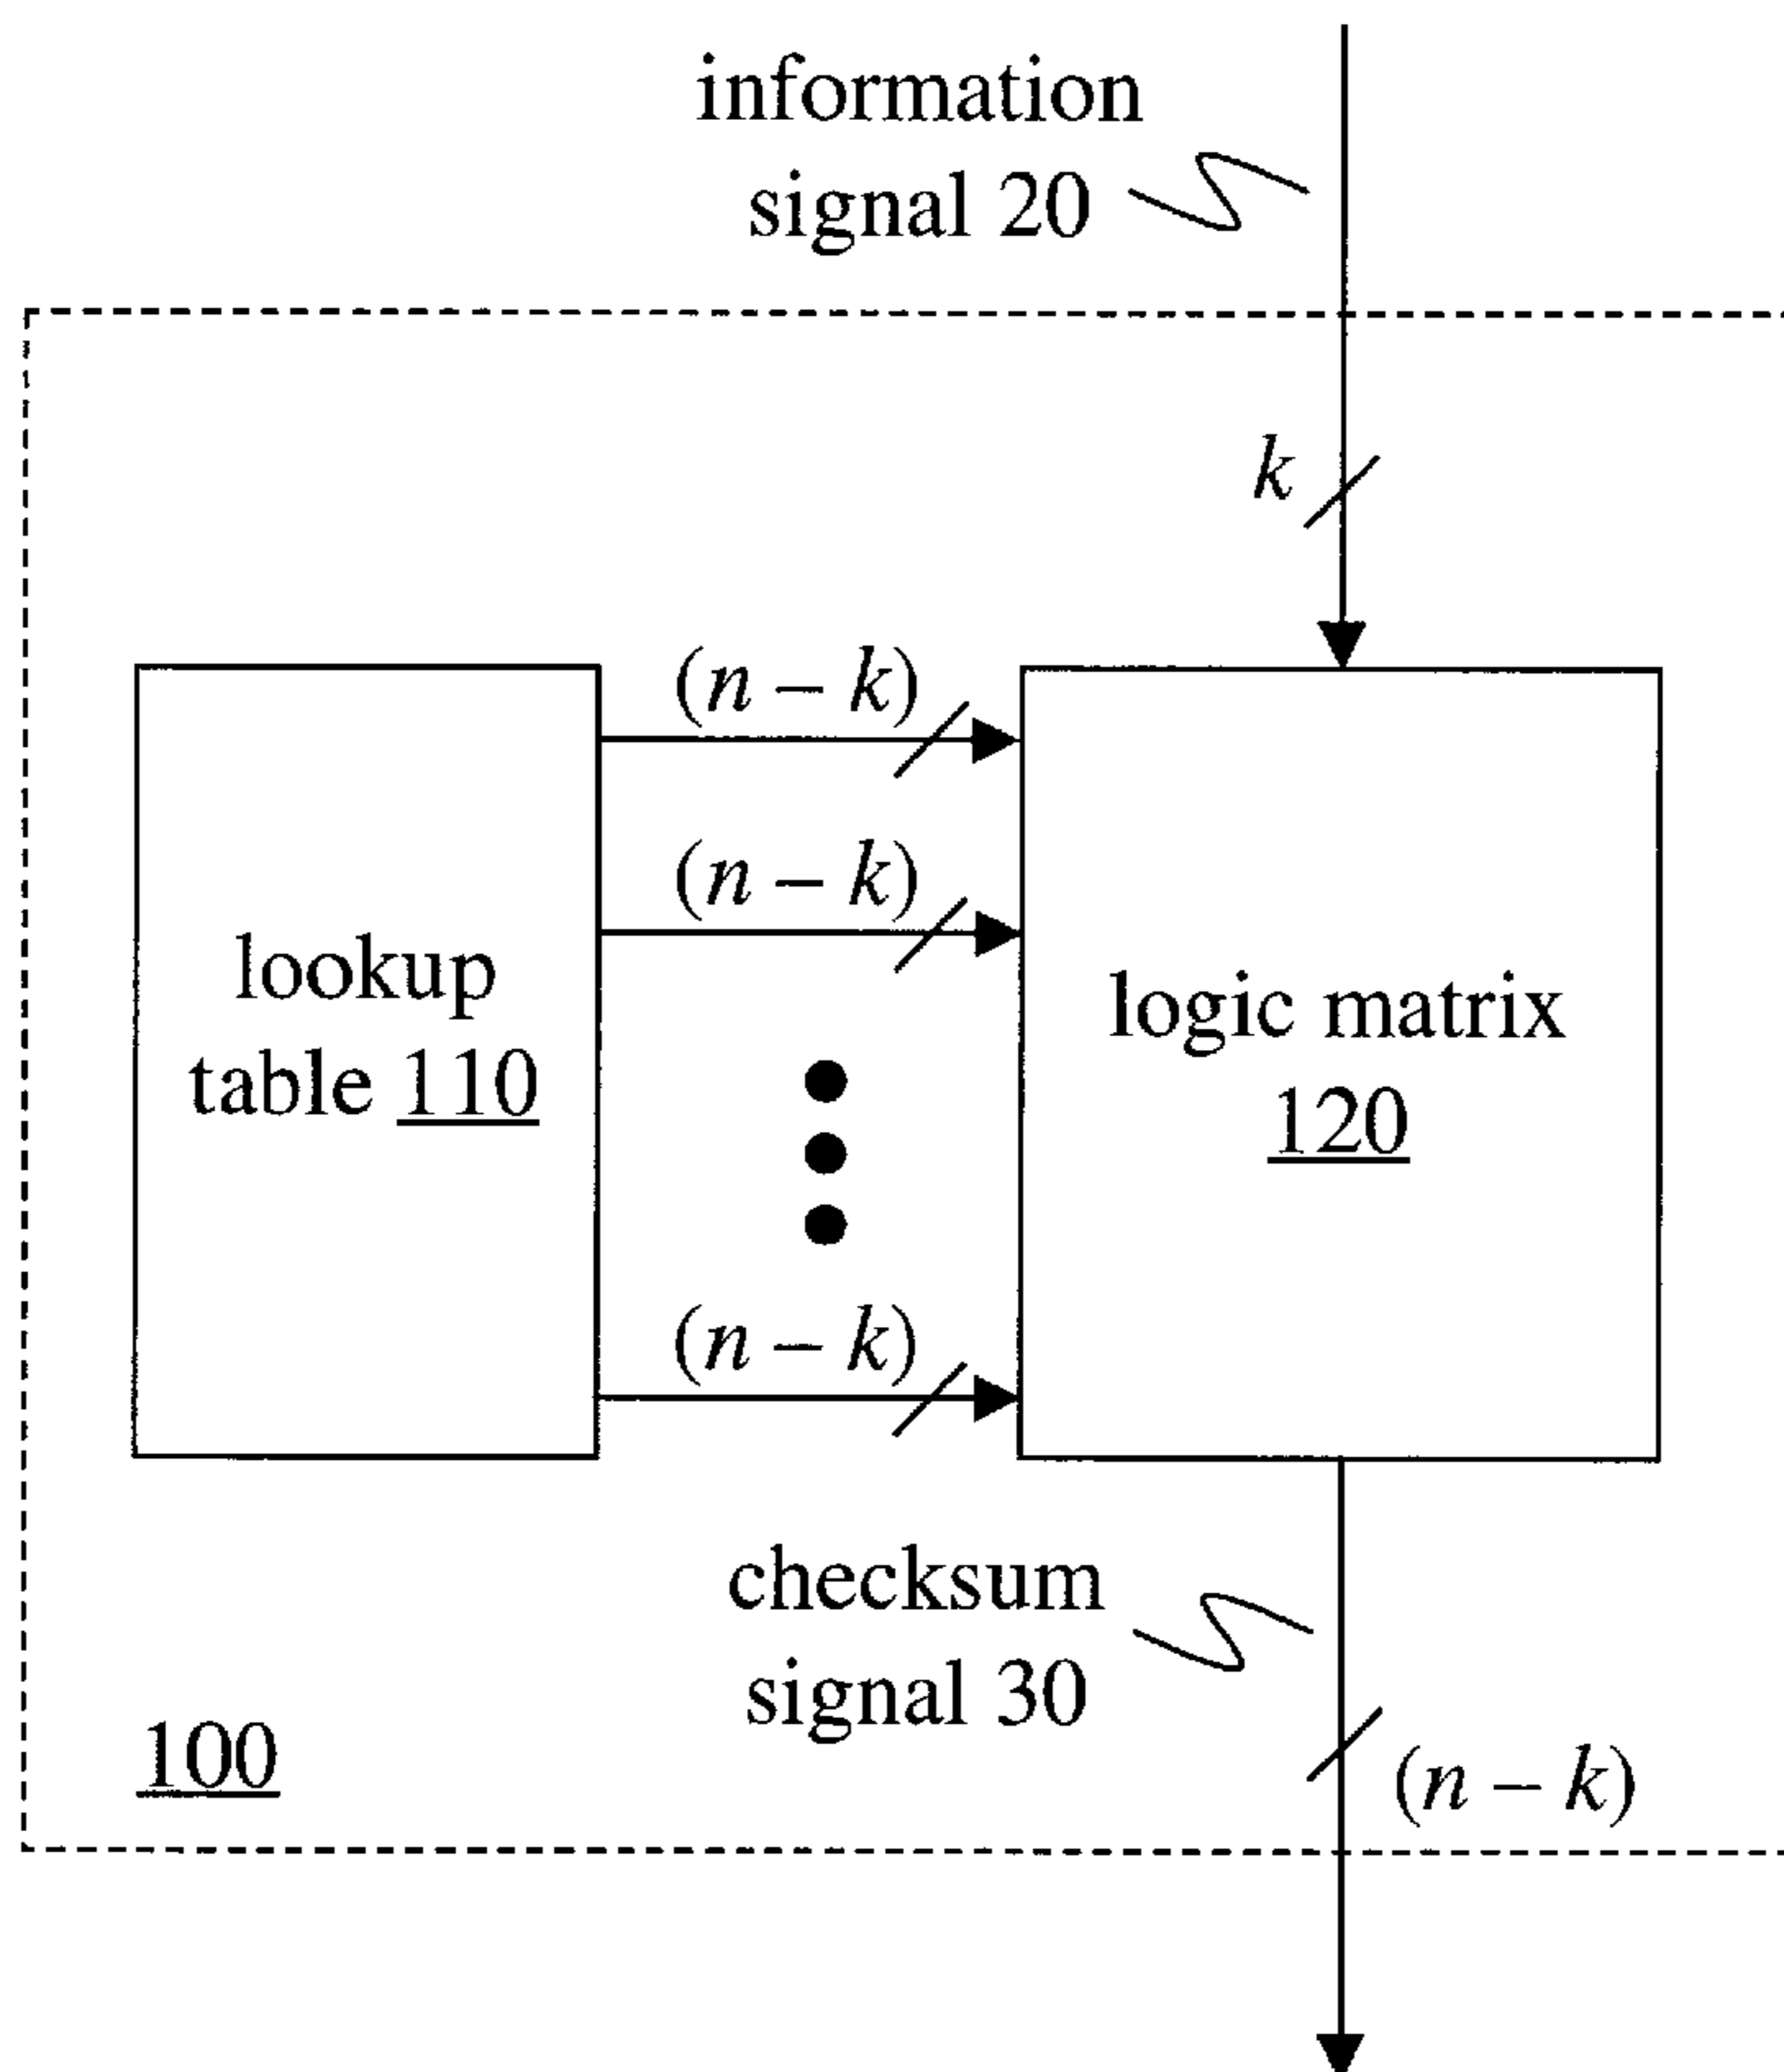 information
signal 20
k
(n – k)
(n – k)
lookup
table 110
logic matrix
120
(n – k)
checksum
signal 30
100
(n – k)